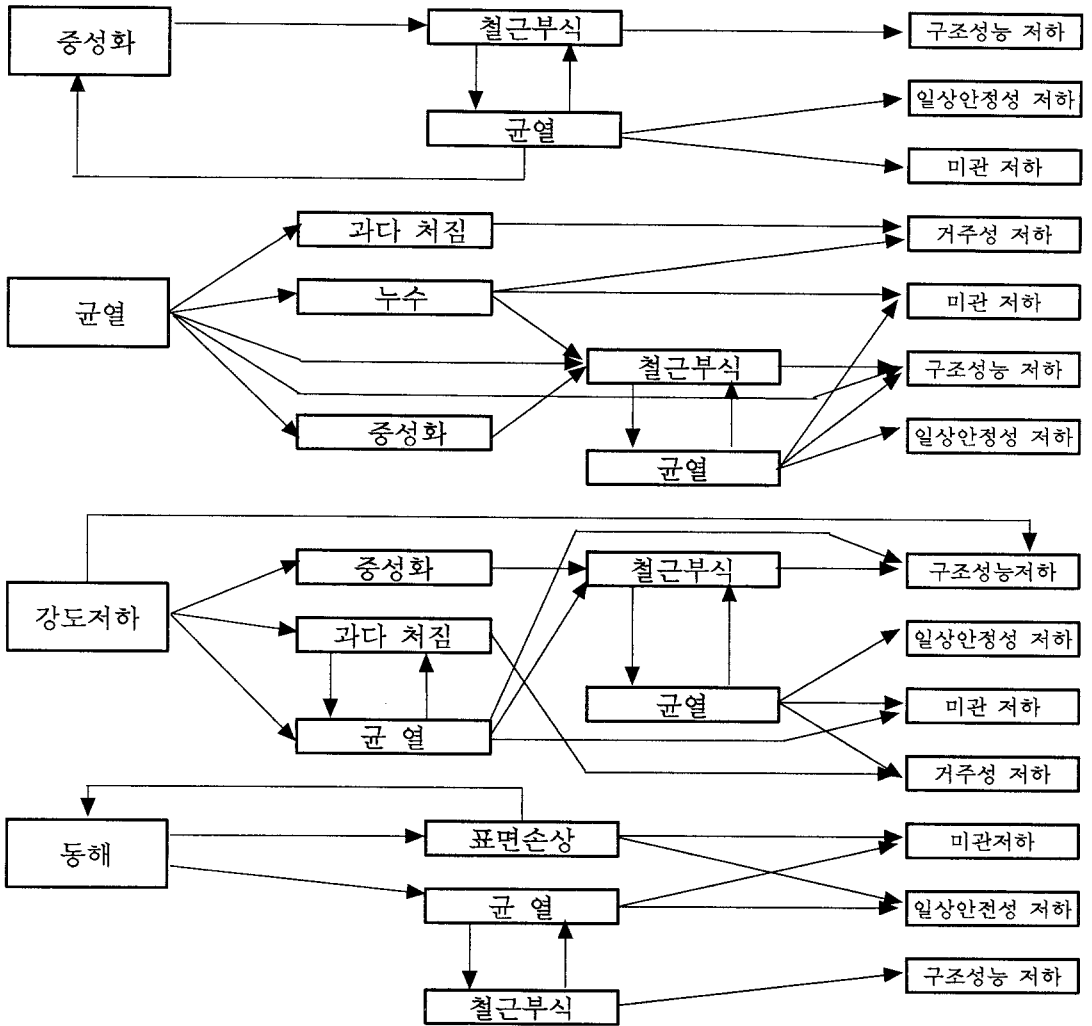 중성화
철근부식
구조성능 저하
일상안정성 저하
균열
미관 저하
과다 처짐
거주성 저하
균열
누수
미관 저하
철근부식
구조성능 저하
중성화
일상안정성 저하
균열
중성화
철근부식
구조성능저하
강도저하
과다 처짐
일상안정성 저하
균 열
균열
미관 저하
거주성 저하
동해
표면손상
미관저하
균 열
일상안전성 저하
철근부식
구조성능 저하